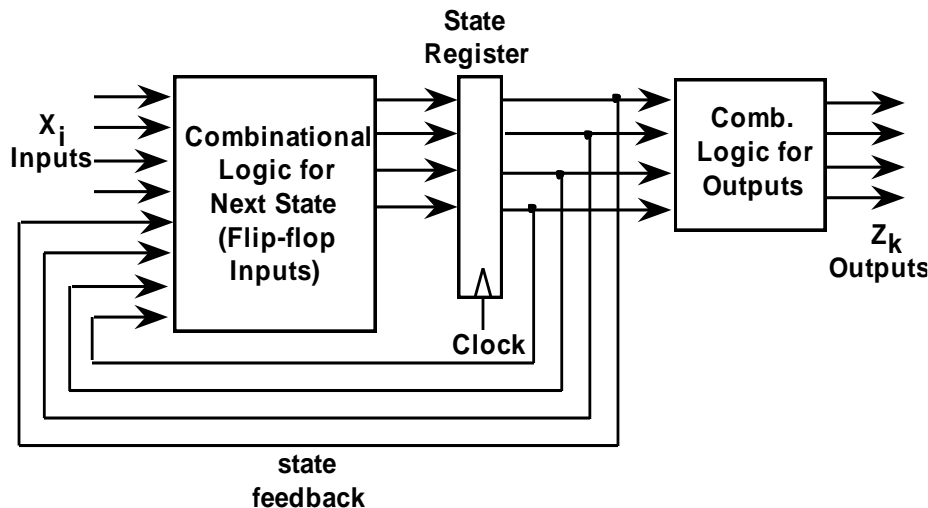 State
Register
X i
Inputs
Combinational
Logic for
Next State
(Flip-flop
Inputs)
Clock
Comb.
Logic for
Outputs
Z k
Outputs
state
feedback